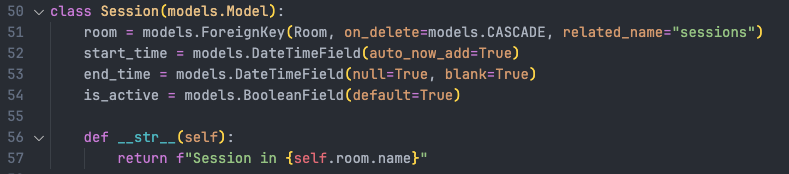 50 class Session(models.Model):
51     room = models.ForeignKey(Room, on_delete=models.CASCADE, related_name="sessions")
52     start_time = models.DateTimeField(auto_now_add=True)
53     end_time = models.DateTimeField(null=True, blank=True)
54     is_active = models.BooleanField(default=True)
55
56     def __str__(self):
57         return f"Session in {self.room.name}"